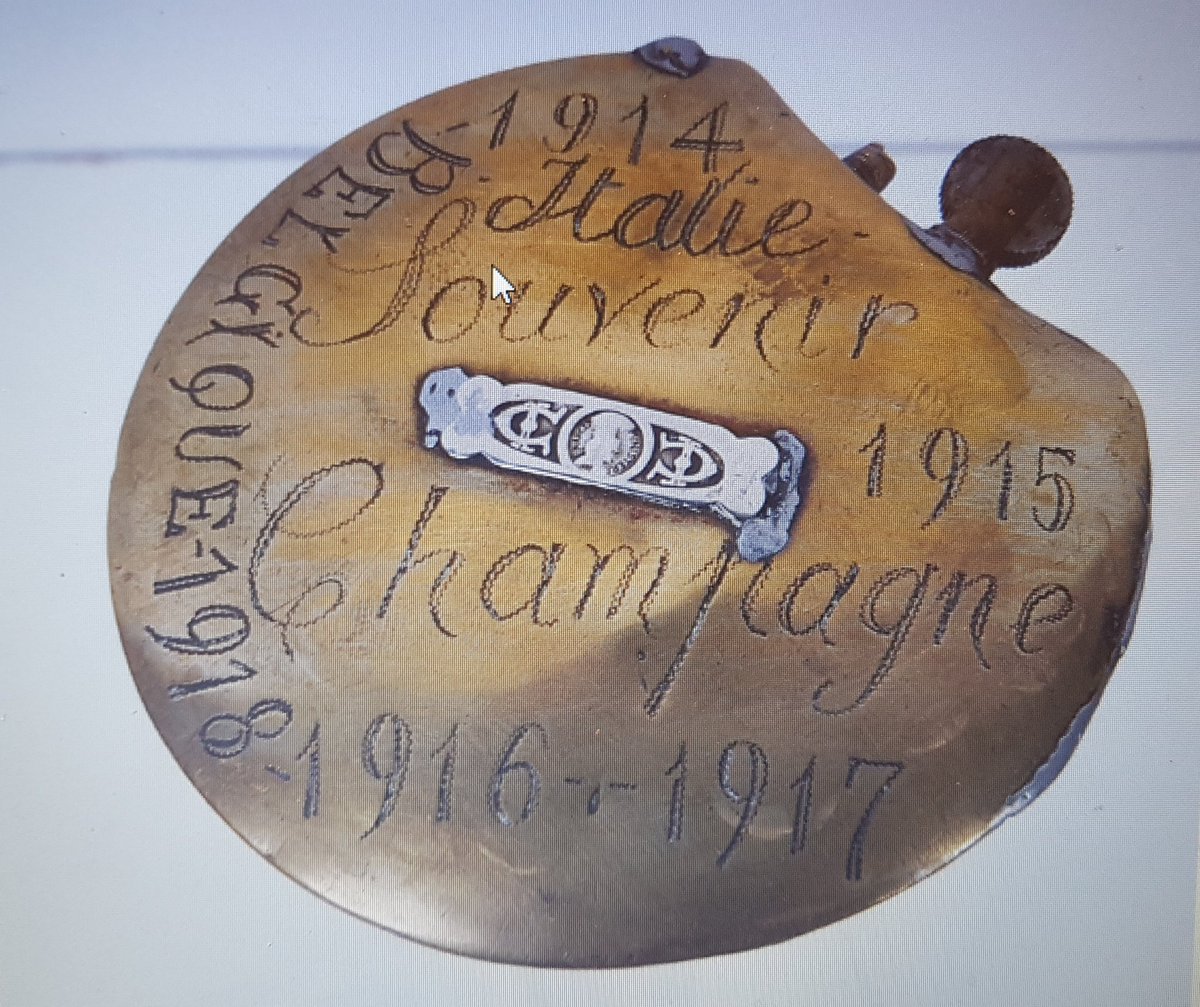 1914
Italie
Souvenir
1915
Champagne
1916-1917
BELGIQUE-1918-